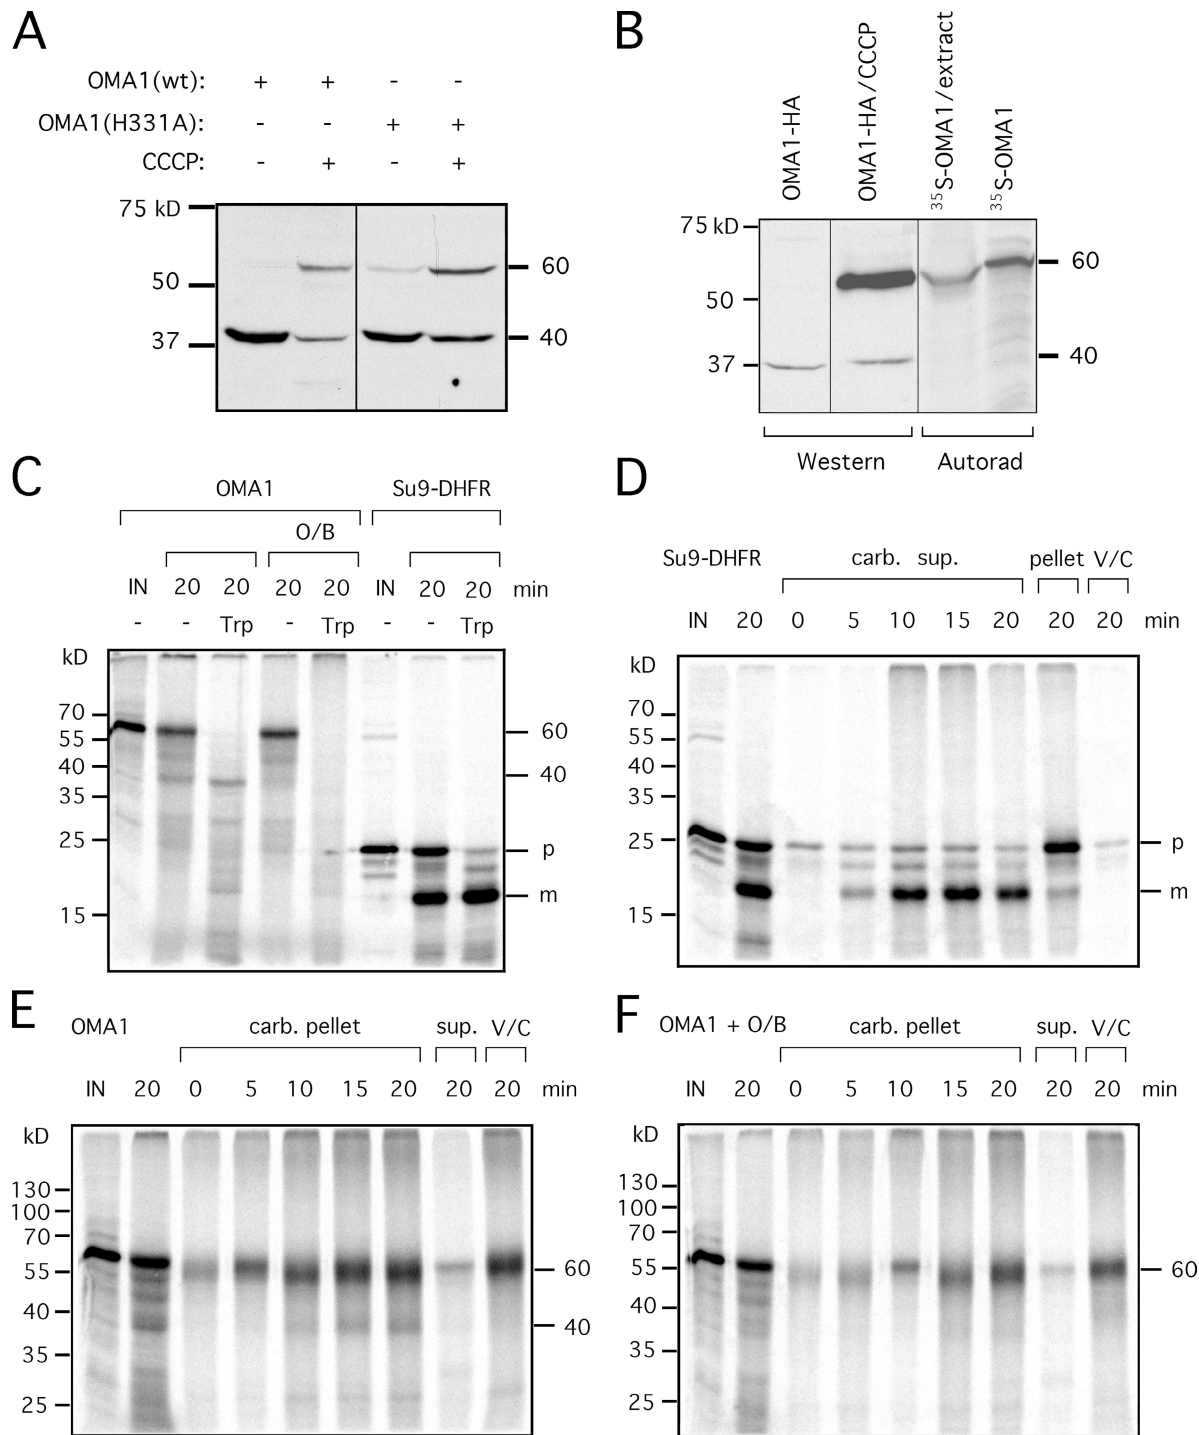 A
OMA1(wt): + + - -
OMA1(H331A): - - + +
CCCP: - + - +
75 kD
50
37
60
40
B
OMA1-HA
OMA1-HA/CCCP
³⁵S-OMA1/extract
³⁵S-OMA1
75 kD
50
37
60
40
Western Autorad
C
OMA1 Su9-DHFR
O/B
IN 20 20 20 20 IN 20 20 min
- - Trp - Trp - - Trp
kD
70
55
40
35
25
15
60
40
p
m
D
Su9-DHFR carb. sup. pellet V/C
IN 20 0 5 10 15 20 20 20 min
kD
70
55
40
35
25
15
p
m
E
OMA1 carb. pellet sup. V/C
IN 20 0 5 10 15 20 20 20 min
kD
130
100
70
55
40
35
25
60
40
F
OMA1 + O/B carb. pellet sup. V/C
IN 20 0 5 10 15 20 20 20 min
kD
130
100
70
55
40
35
25
60